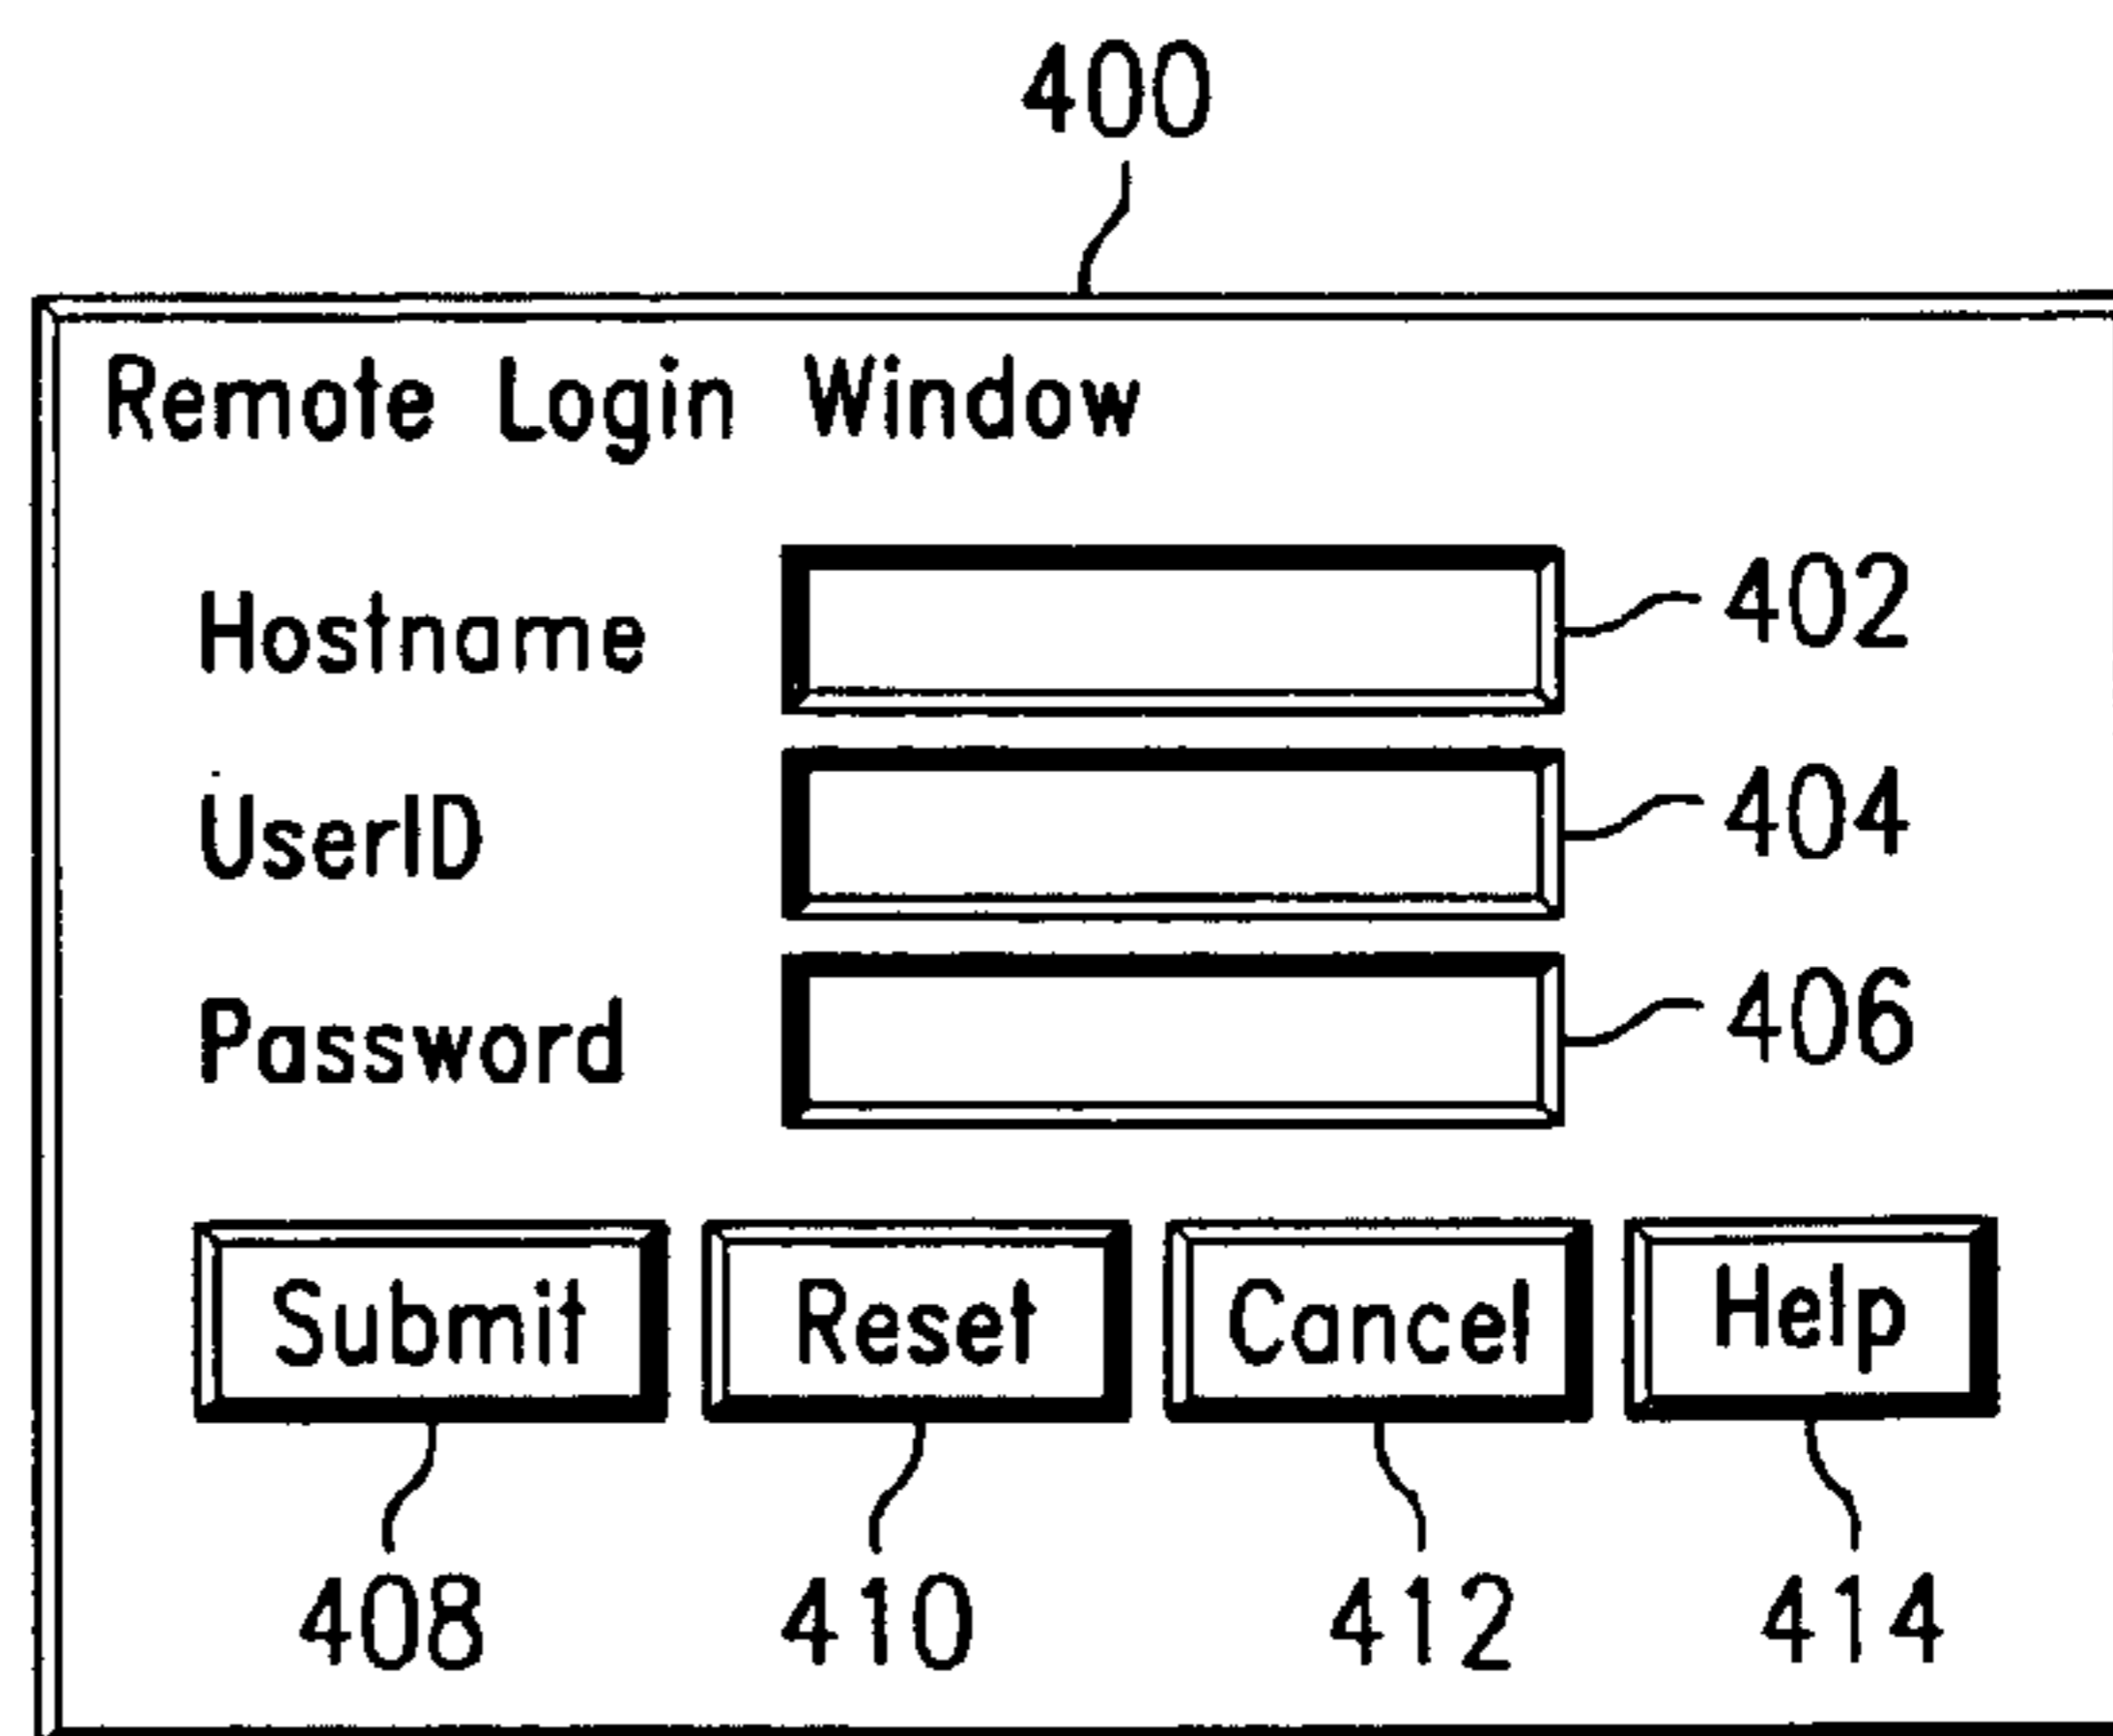 400
Remote Login Window
Hostname 402
UserID 404
Password 406
Submit Reset Cancel Help
408 410 412 414